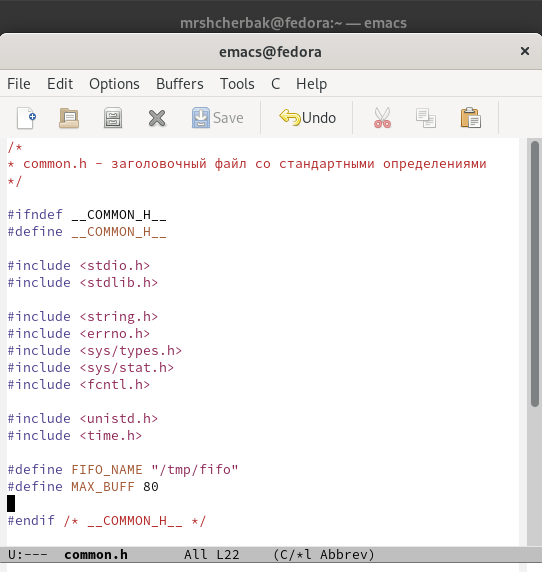 mrshcherbak@fedora:~ — emacs
emacs@fedora
File Edit Options Buffers Tools C Help
Save Undo
/*
* common.h - заголовочный файл со стандартными определениями
*/
#ifndef __COMMON_H__
#define __COMMON_H__
#include <stdio.h>
#include <stdlib.h>
#include <string.h>
#include <errno.h>
#include <sys/types.h>
#include <sys/stat.h>
#include <fcntl.h>
#include <unistd.h>
#include <time.h>
#define FIFO_NAME "/tmp/fifo"
#define MAX_BUFF 80
#endif /* __COMMON_H__ */
U:--- common.h All L22 (C/*l Abbrev)